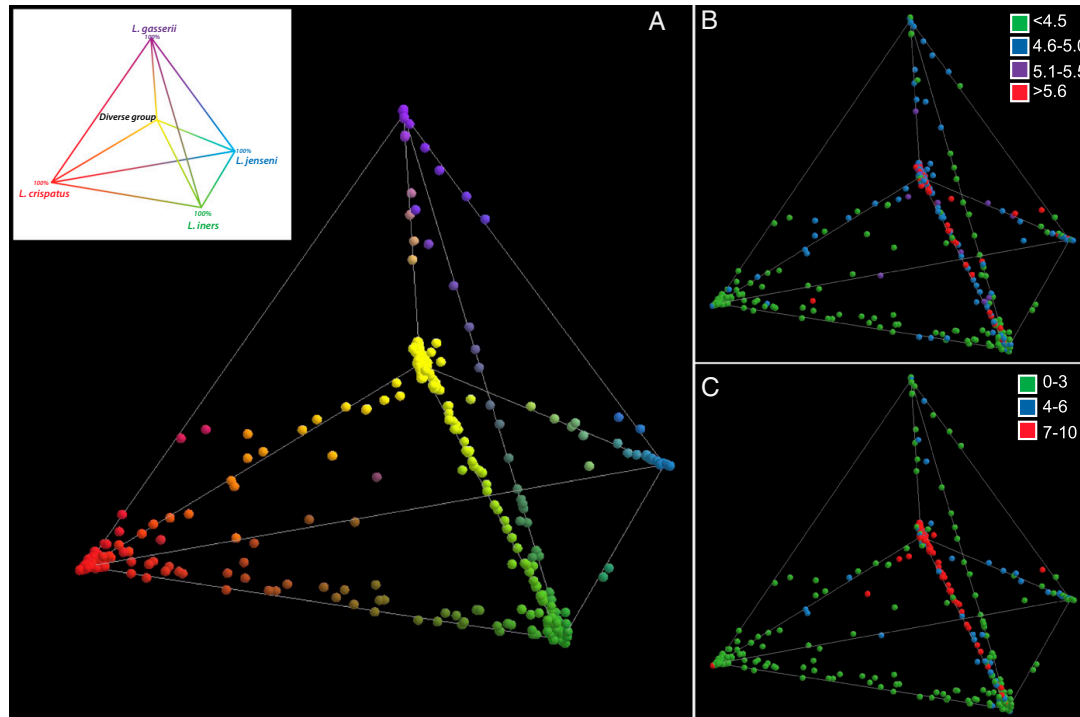 L. gasserii
100%
Diverse group
100%
L. jenseni
100%
L. crispatus
100%
L. iners
A
B
<4.5
4.6-5.0
5.1-5.5
>5.6
C
0-3
4-6
7-10